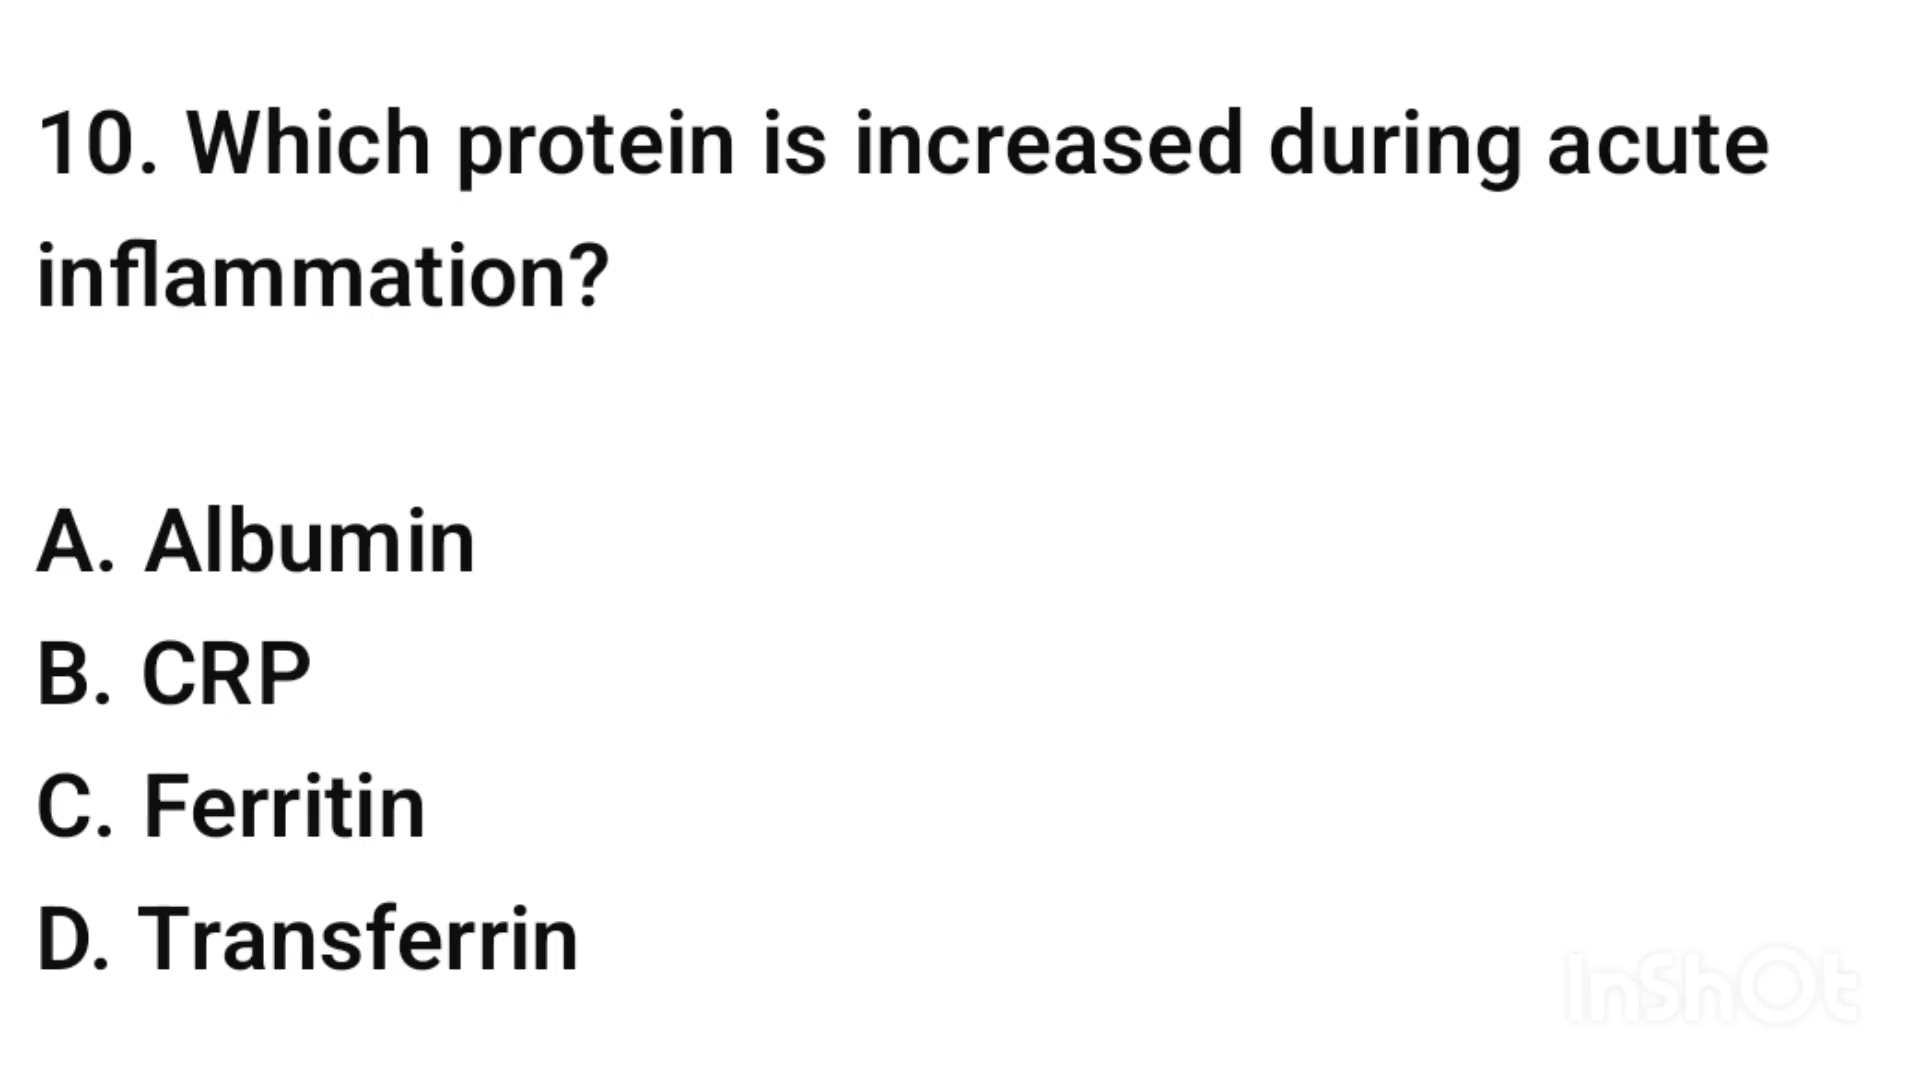 10. Which protein is increased during acute
inflammation?
A. Albumin
B. CRP
C. Ferritin
D. Transferrin
InShOt